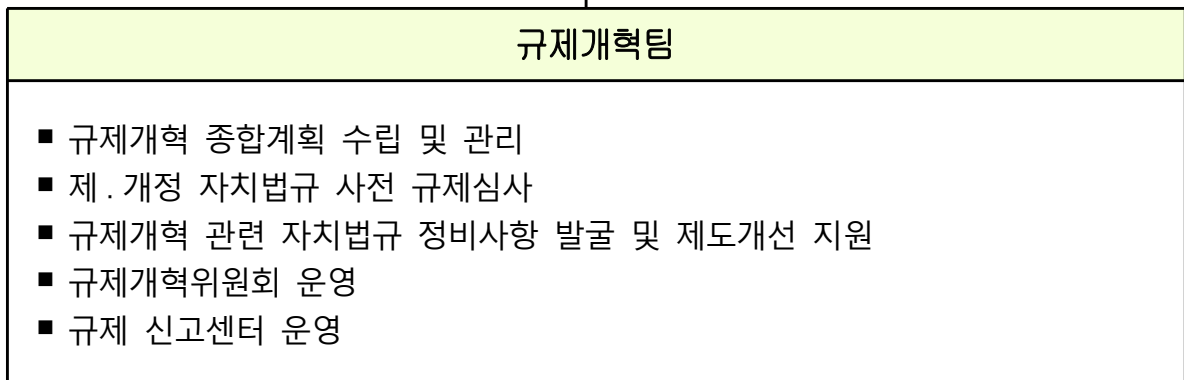 규제개혁팀
▪ 규제개혁 종합계획 수립 및 관리
▪ 제.개정 자치법규 사전 규제심사
▪ 규제개혁 관련 자치법규 정비사항 발굴 및 제도개선 지원
▪ 규제개혁위원회 운영
▪ 규제 신고센터 운영